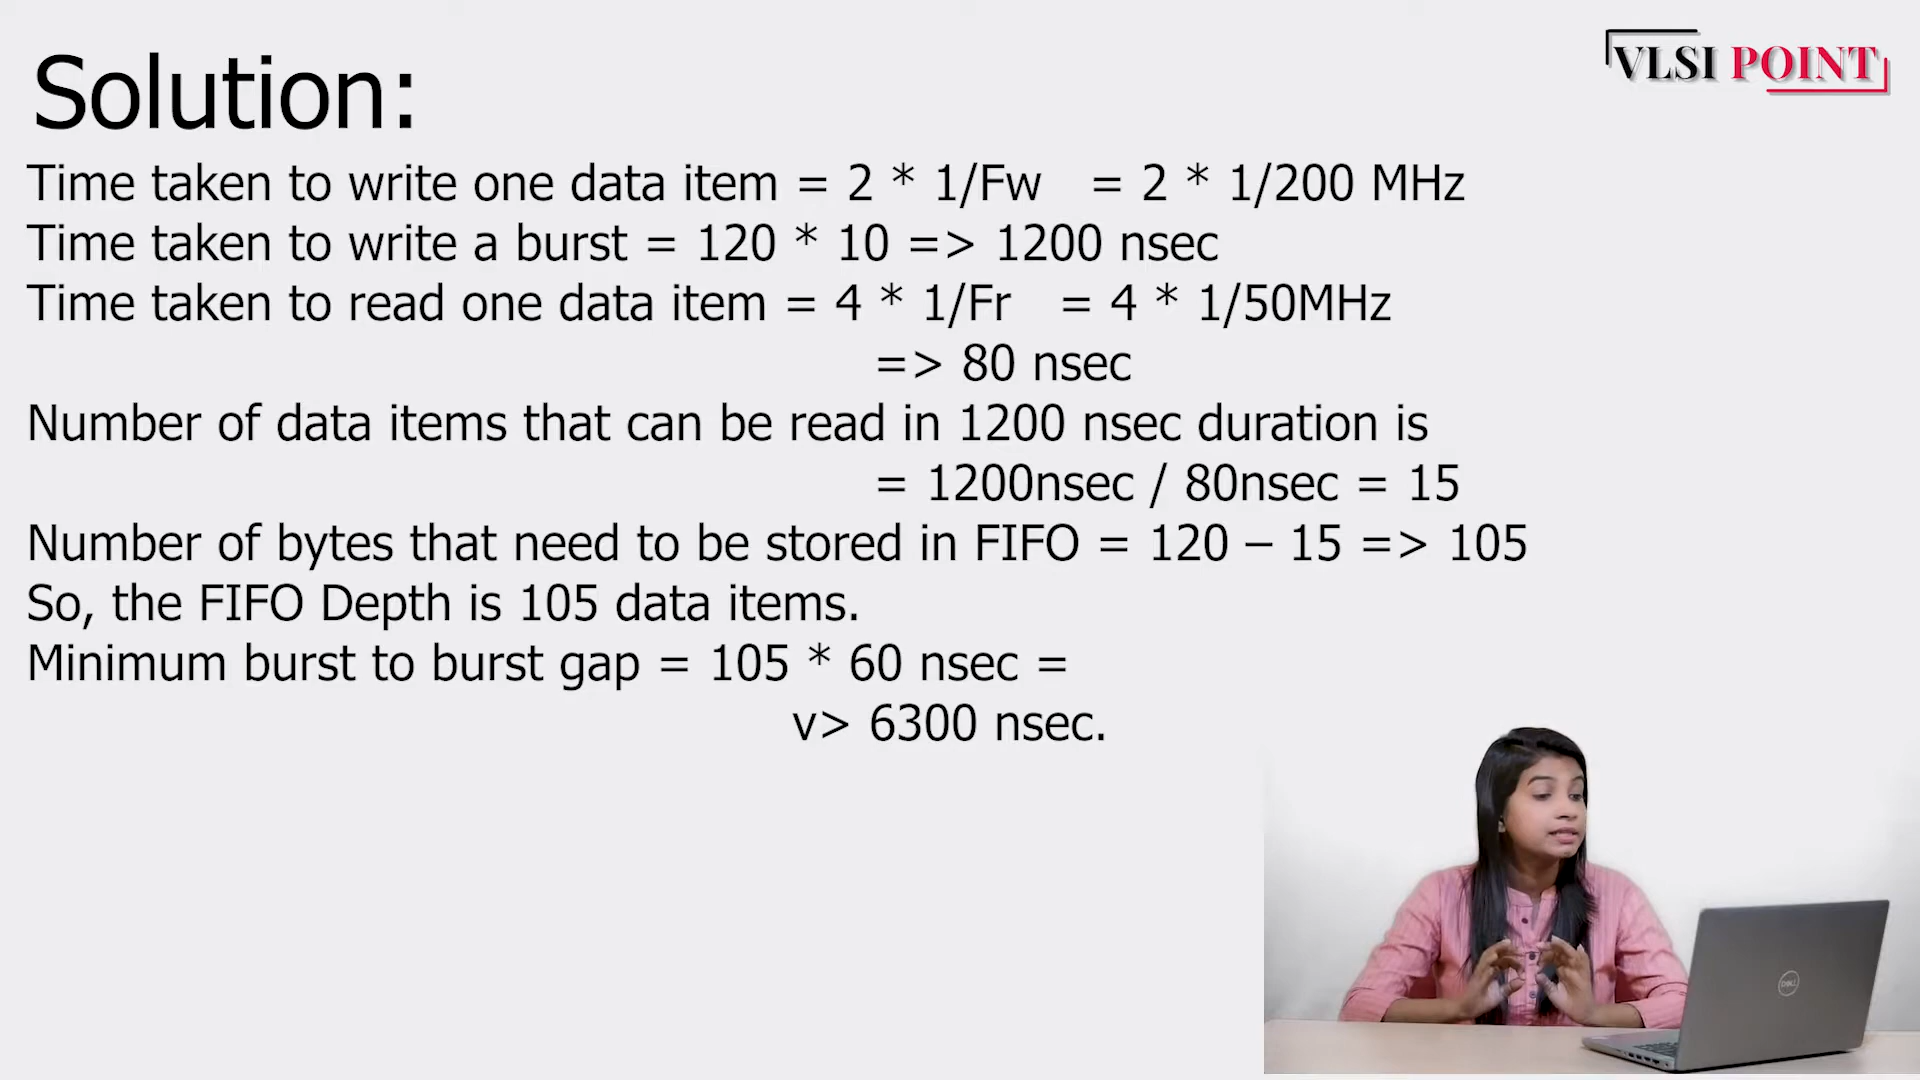 VLSI POINT
Solution:
Time taken to write one data item = 2 * 1/Fw = 2 * 1/200 MHz
Time taken to write a burst = 120 * 10 => 1200 nsec
Time taken to read one data item = 4 * 1/Fr = 4 * 1/50MHz
=> 80 nsec
Number of data items that can be read in 1200 nsec duration is
= 1200nsec / 80nsec = 15
Number of bytes that need to be stored in FIFO = 120 – 15 => 105
So, the FIFO Depth is 105 data items.
Minimum burst to burst gap = 105 * 60 nsec =
v> 6300 nsec.
DELL